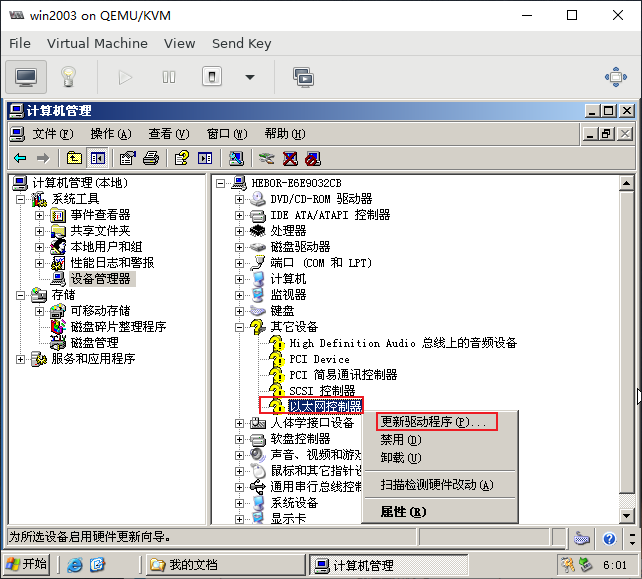 win2003 on QEMU/KVM
File Virtual Machine View Send Key
计算机管理
文件(F) 操作(A) 查看(V) 窗口(W) 帮助(H)
计算机管理(本地)
系统工具
事件查看器
共享文件夹
本地用户和组
性能日志和警报
设备管理器
存储
可移动存储
磁盘碎片整理程序
磁盘管理
服务和应用程序
HEBOR-E6E9032CB
DVD/CD-ROM 驱动器
IDE ATA/ATAPI 控制器
处理器
磁盘驱动器
端口 (COM 和 LPT)
计算机
监视器
键盘
其它设备
High Definition Audio 总线上的音频设备
PCI Device
PCI 简易通讯控制器
SCSI 控制器
以太网控制器
人体学接口设备
软盘控制器
声音、视频和游戏
鼠标和其它指针设
通用串行总线控制
系统设备
显示卡
更新驱动程序(P)...
禁用(D)
卸载(U)
扫描检测硬件改动(A)
属性(R)
为所选设备启用硬件更新向导。
开始 我的文档 计算机管理 6:01